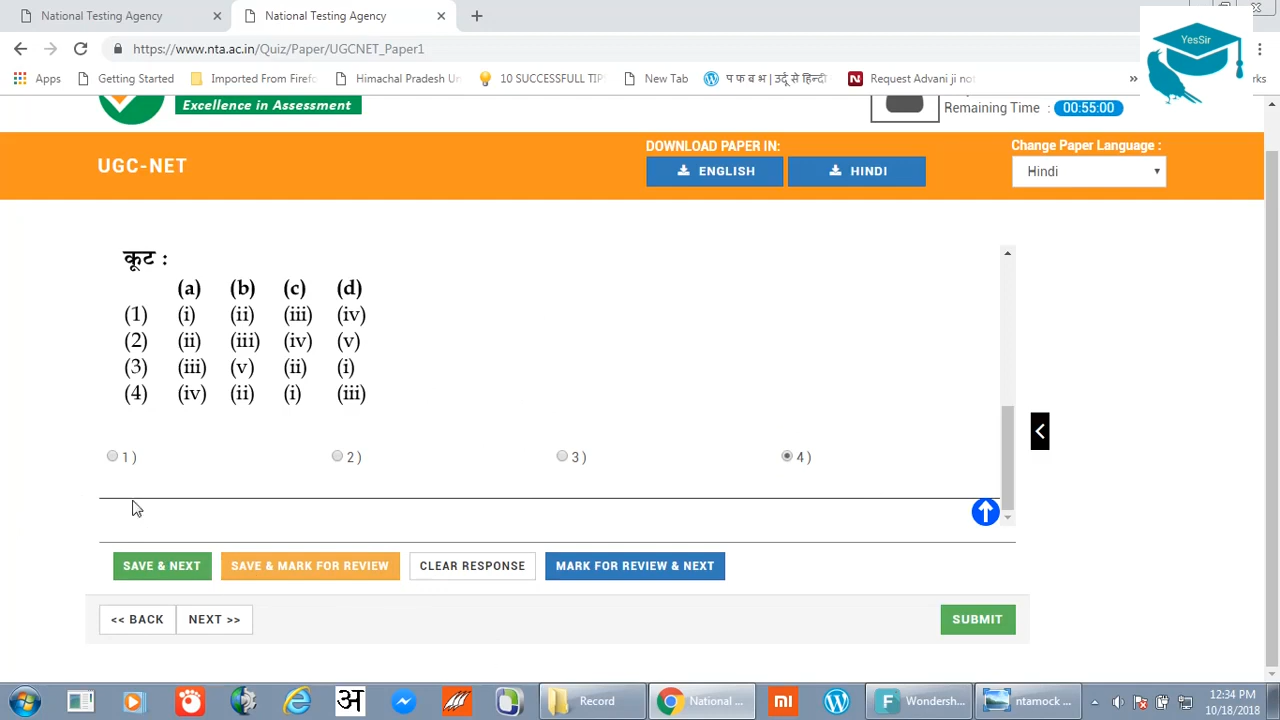 National Testing Agency
National Testing Agency
https://www.nta.ac.in/Quiz/Paper/UGCNET_Paper1
Apps Getting Started Imported From Firefo Himachal Pradesh Un 10 SUCCESSFULL TIP New Tab प फ ब भ | उर्दू से हिन्दी Request Advani ji no » rks
YesSir
Excellence in Assessment
Remaining Time : 00:55:00
UGC-NET
DOWNLOAD PAPER IN:
ENGLISH HINDI
Change Paper Language :
Hindi
कूट :
(a) (b) (c) (d)
(1) (i) (ii) (iii) (iv)
(2) (ii) (iii) (iv) (v)
(3) (iii) (v) (ii) (i)
(4) (iv) (ii) (i) (iii)
1 ) 2 ) 3 ) 4 )
SAVE & NEXT SAVE & MARK FOR REVIEW CLEAR RESPONSE MARK FOR REVIEW & NEXT
<< BACK NEXT >> SUBMIT
अ Record National ... mi F Wondersh... ntamock ... 12:34 PM
10/18/2018